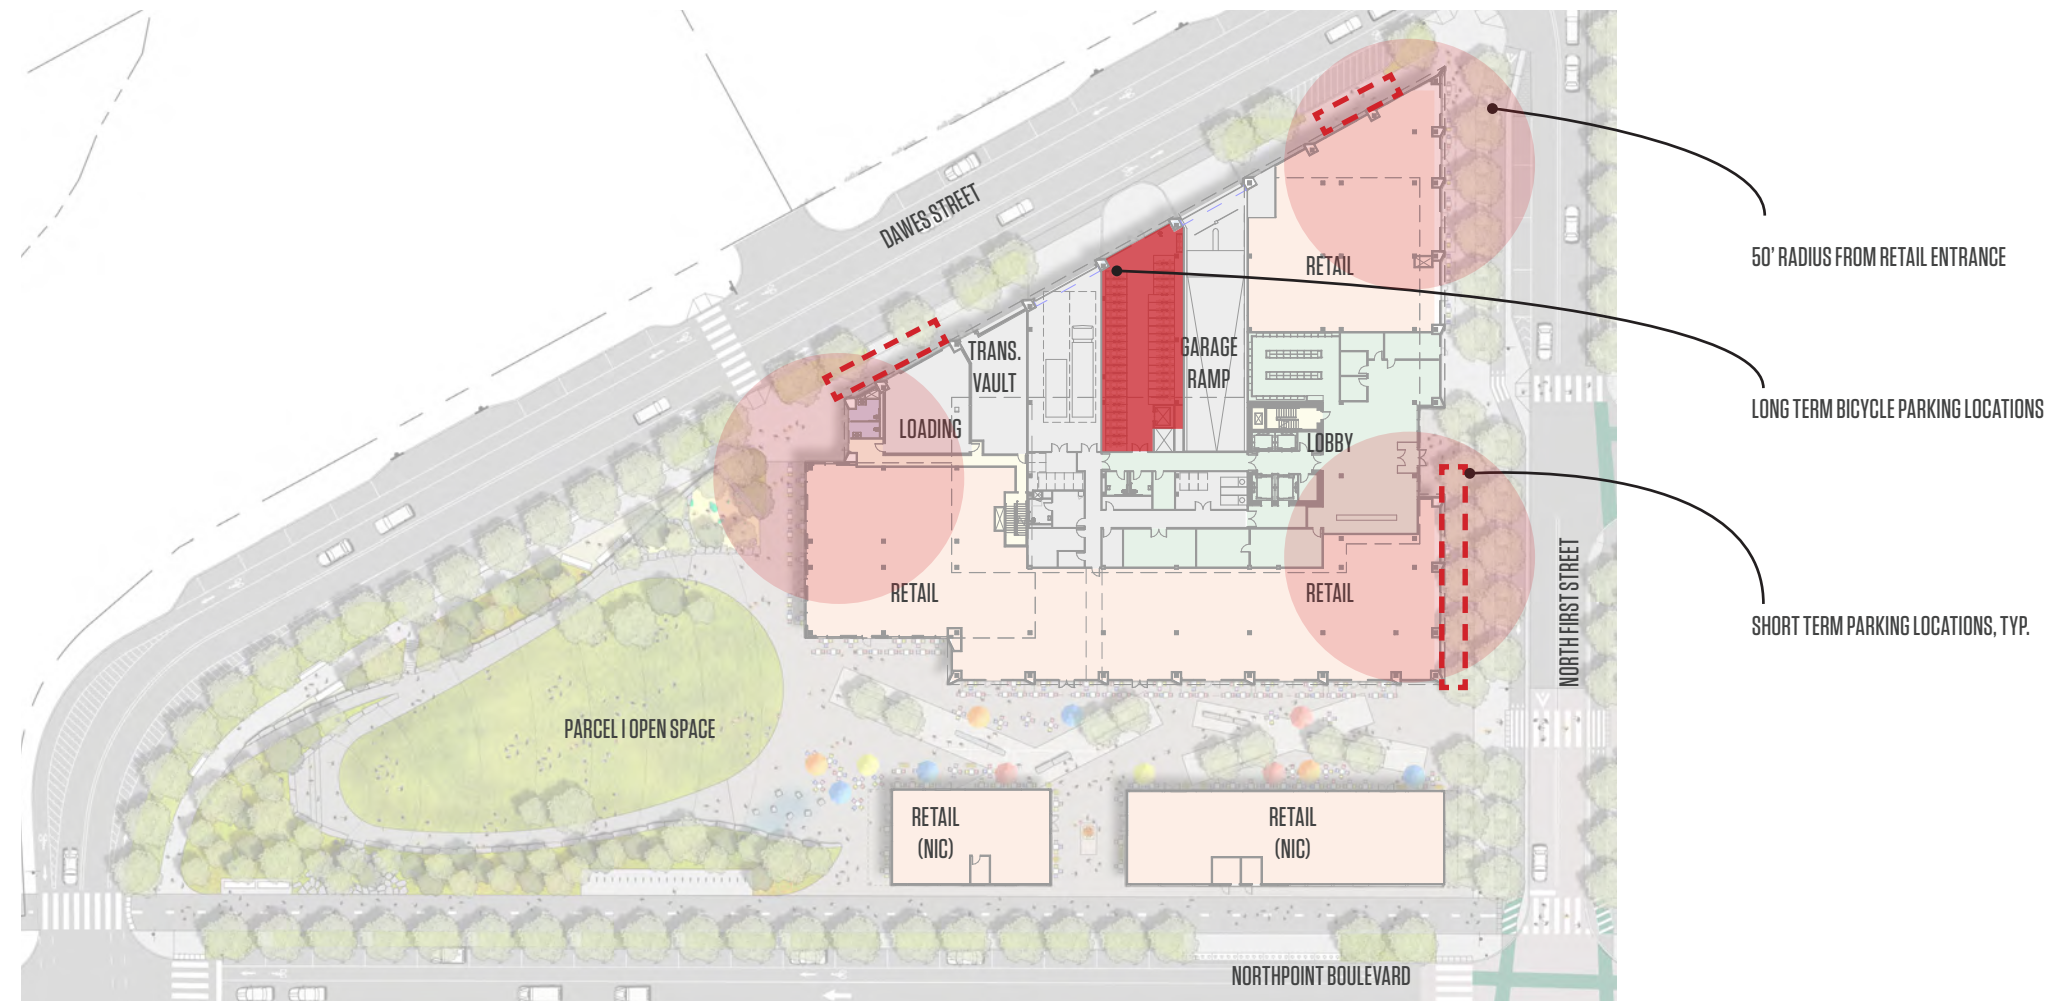 DAWES STREET
RETAIL
50' RADIUS FROM RETAIL ENTRANCE
TRANS.
VAULT
GARAGE
RAMP
LOADING
LOBBY
LONG TERM BICYCLE PARKING LOCATIONS
RETAIL
RETAIL
NORTH FIRST STREET
SHORT TERM PARKING LOCATIONS, TYP.
PARCEL I OPEN SPACE
RETAIL
(NIC)
RETAIL
(NIC)
NORTHPOINT BOULEVARD